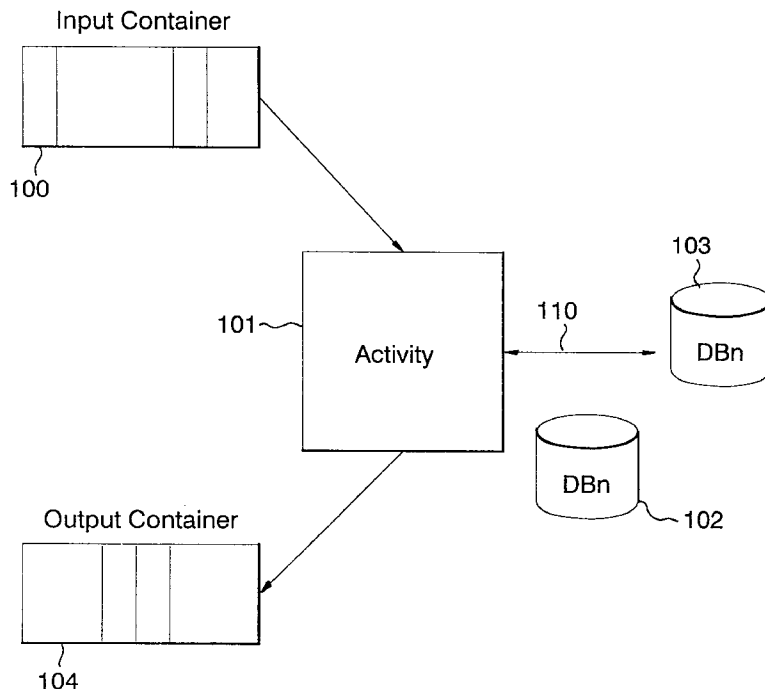 Input Container
100
103
110
101
Activity
DBn
DBn
102
Output Container
104